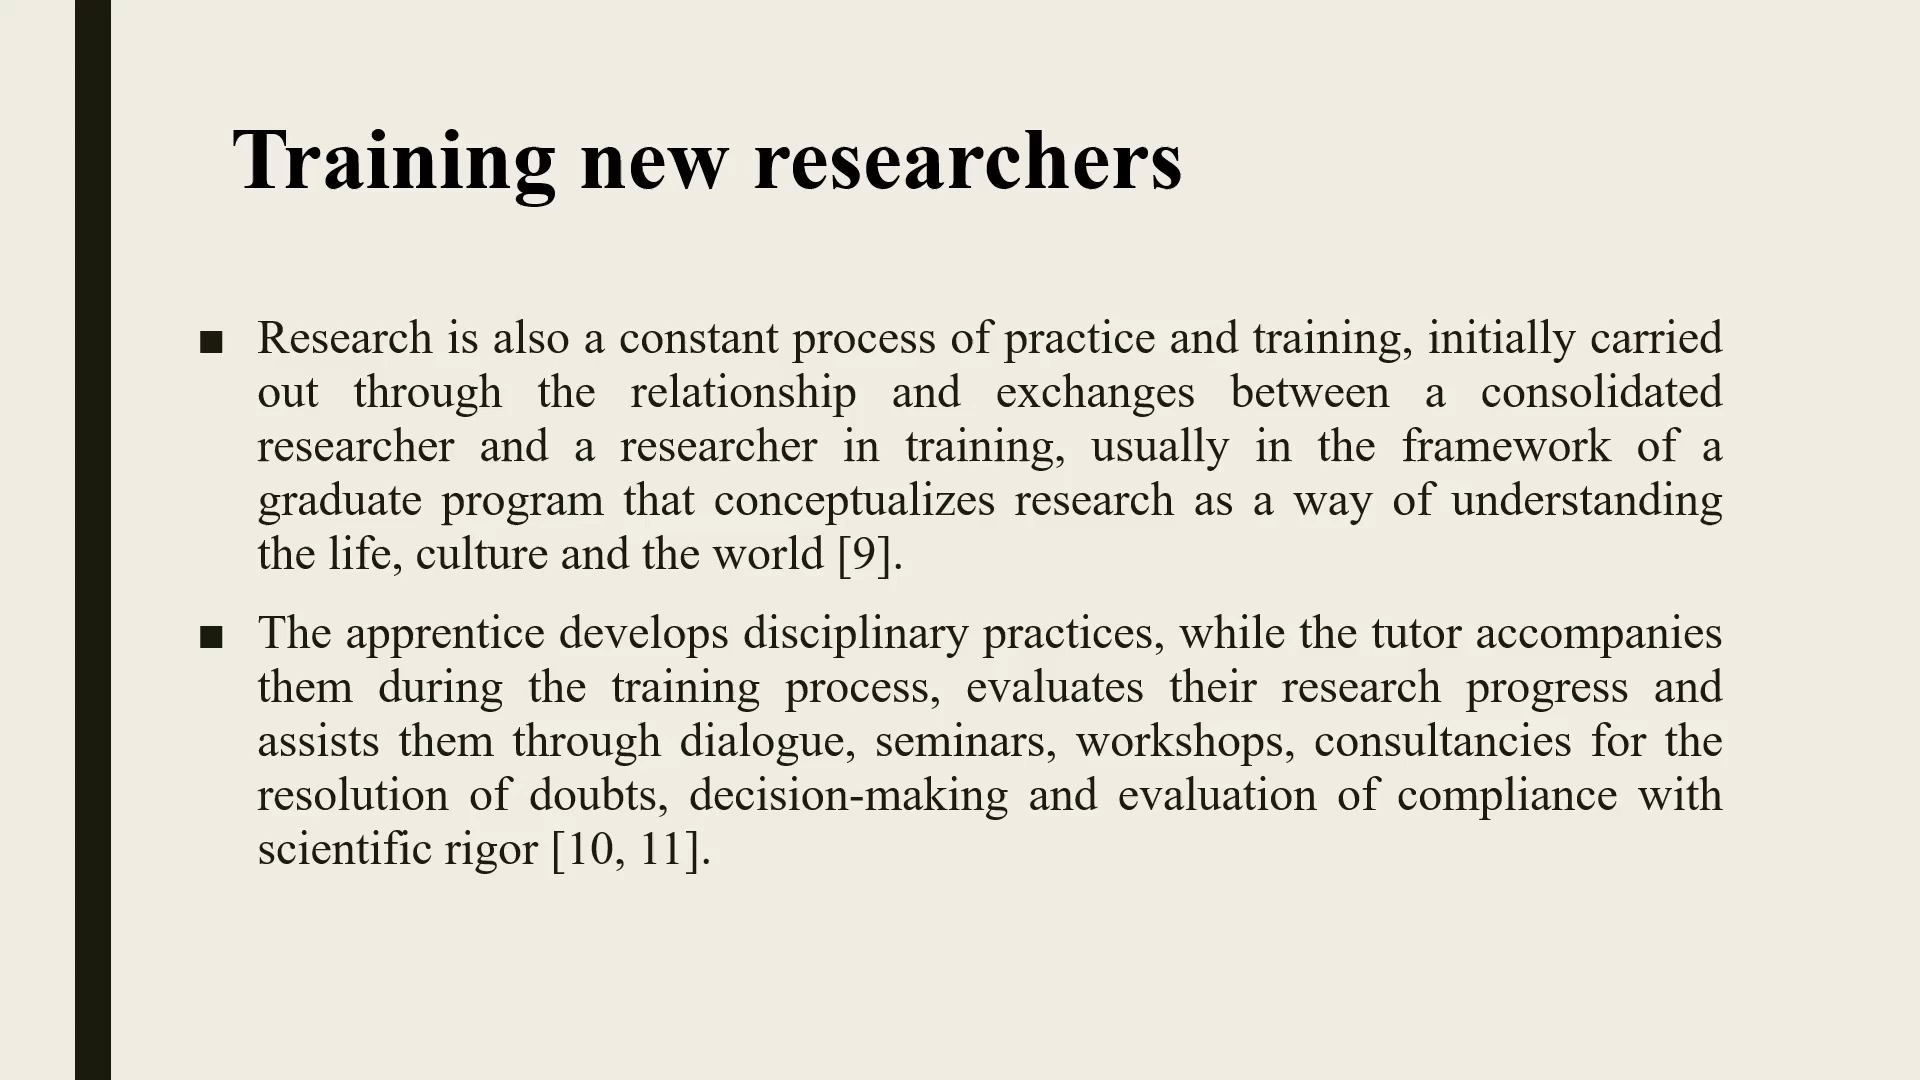 Training new researchers
■ Research is also a constant process of practice and training, initially carried
out through the relationship and exchanges between a consolidated
researcher and a researcher in training, usually in the framework of a
graduate program that conceptualizes research as a way of understanding
the life, culture and the world [9].
■ The apprentice develops disciplinary practices, while the tutor accompanies
them during the training process, evaluates their research progress and
assists them through dialogue, seminars, workshops, consultancies for the
resolution of doubts, decision-making and evaluation of compliance with
scientific rigor [10, 11].